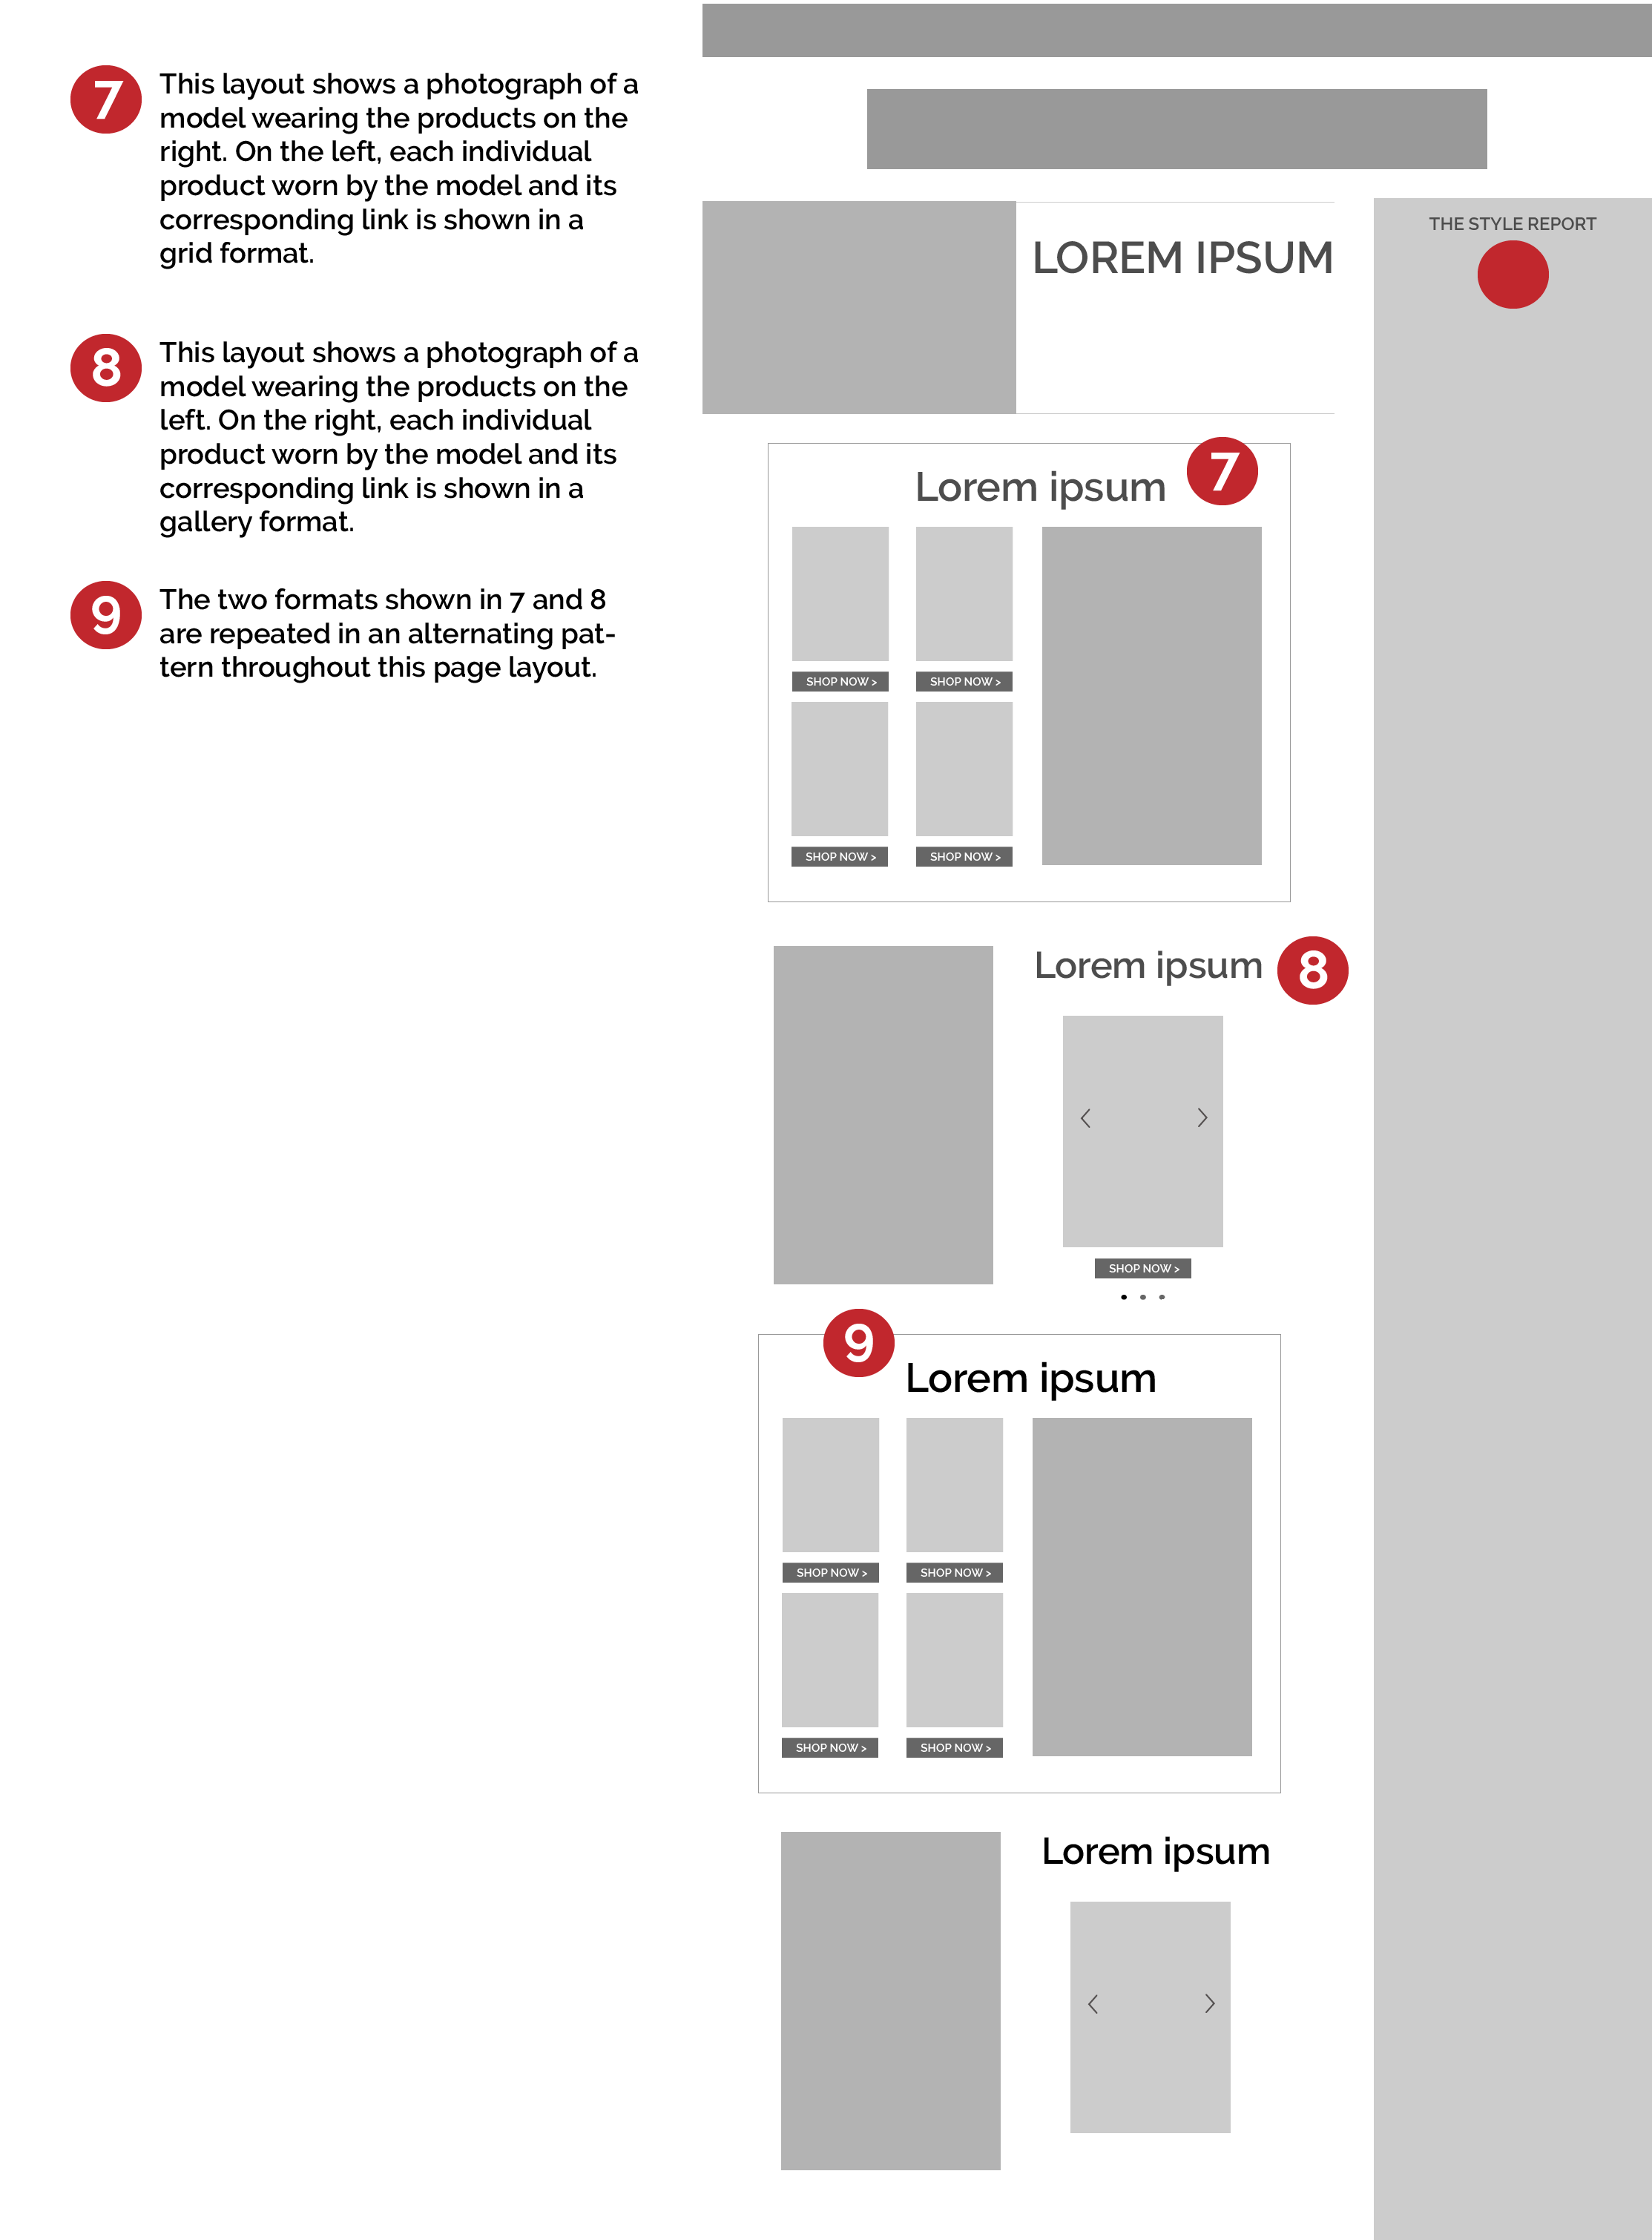 7
This layout shows a photograph of a
model wearing the products on the
right. On the left, each individual
product worn by the model and its
corresponding link is shown in a
grid format.
8
This layout shows a photograph of a
model wearing the products on the
left. On the right, each individual
product worn by the model and its
corresponding link is shown in a
gallery format.
9
The two formats shown in 7 and 8
are repeated in an alternating pat-
tern throughout this page layout.
THE STYLE REPORT
LOREM IPSUM
Lorem ipsum
7
SHOP NOW >
SHOP NOW >
SHOP NOW >
SHOP NOW >
Lorem ipsum
8
SHOP NOW >
9
Lorem ipsum
SHOP NOW >
SHOP NOW >
SHOP NOW >
SHOP NOW >
Lorem ipsum